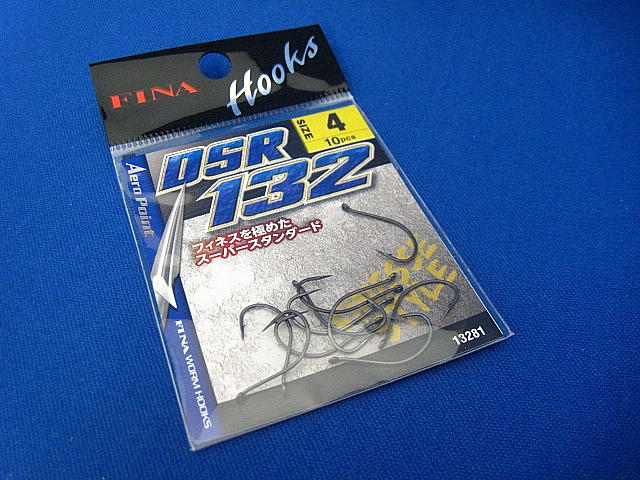 FINA Hooks
SIZE 4
10pcs
DSR
132
Aero Point
フィネスを極めた
スーパースタンダード
STYLE
FINA WORM HOOKS
13281